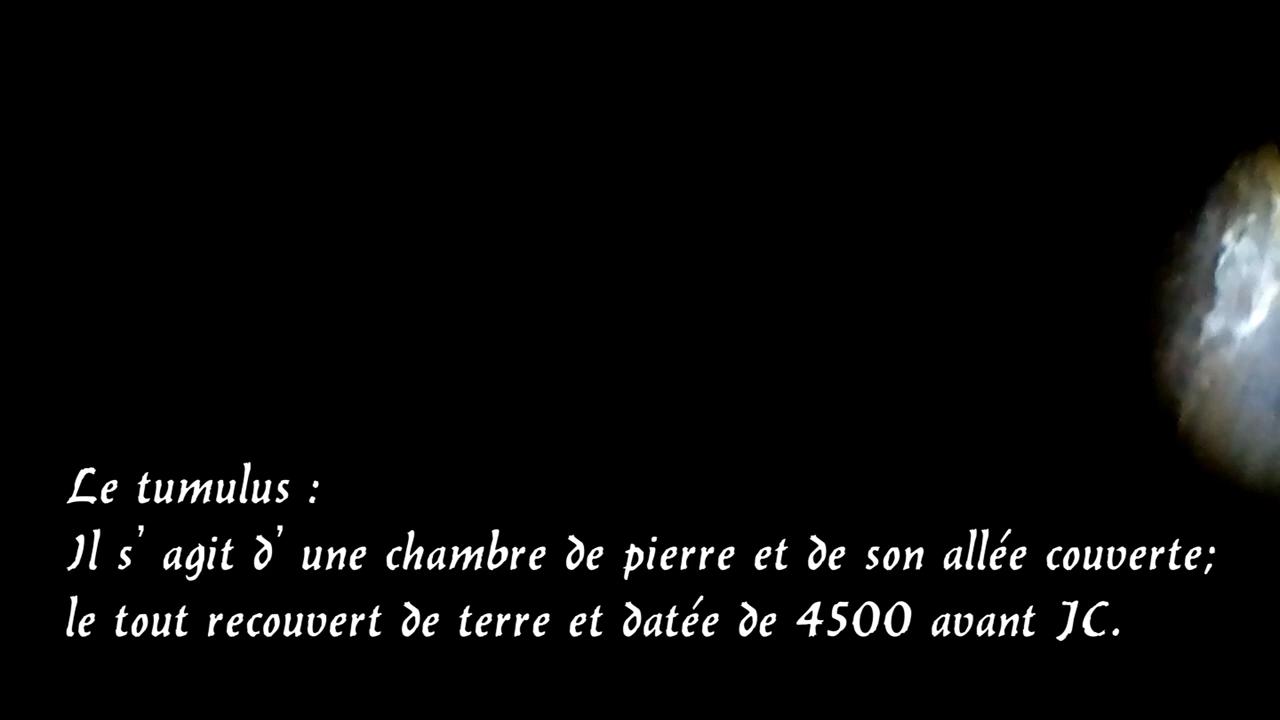 Le tumulus :
Il s' agit d' une chambre de pierre et de son allée couverte;
le tout recouvert de terre et datée de 4500 avant JC.